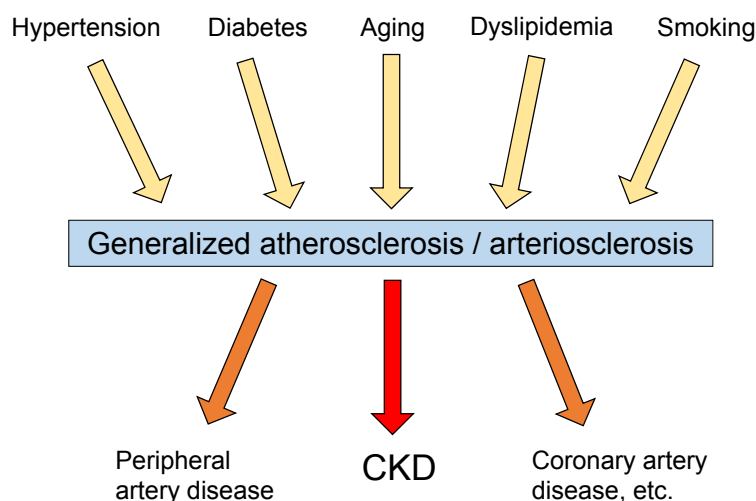 Hypertension Diabetes Aging Dyslipidemia Smoking
Generalized atherosclerosis / arteriosclerosis
Peripheral
artery disease
CKD
Coronary artery
disease, etc.